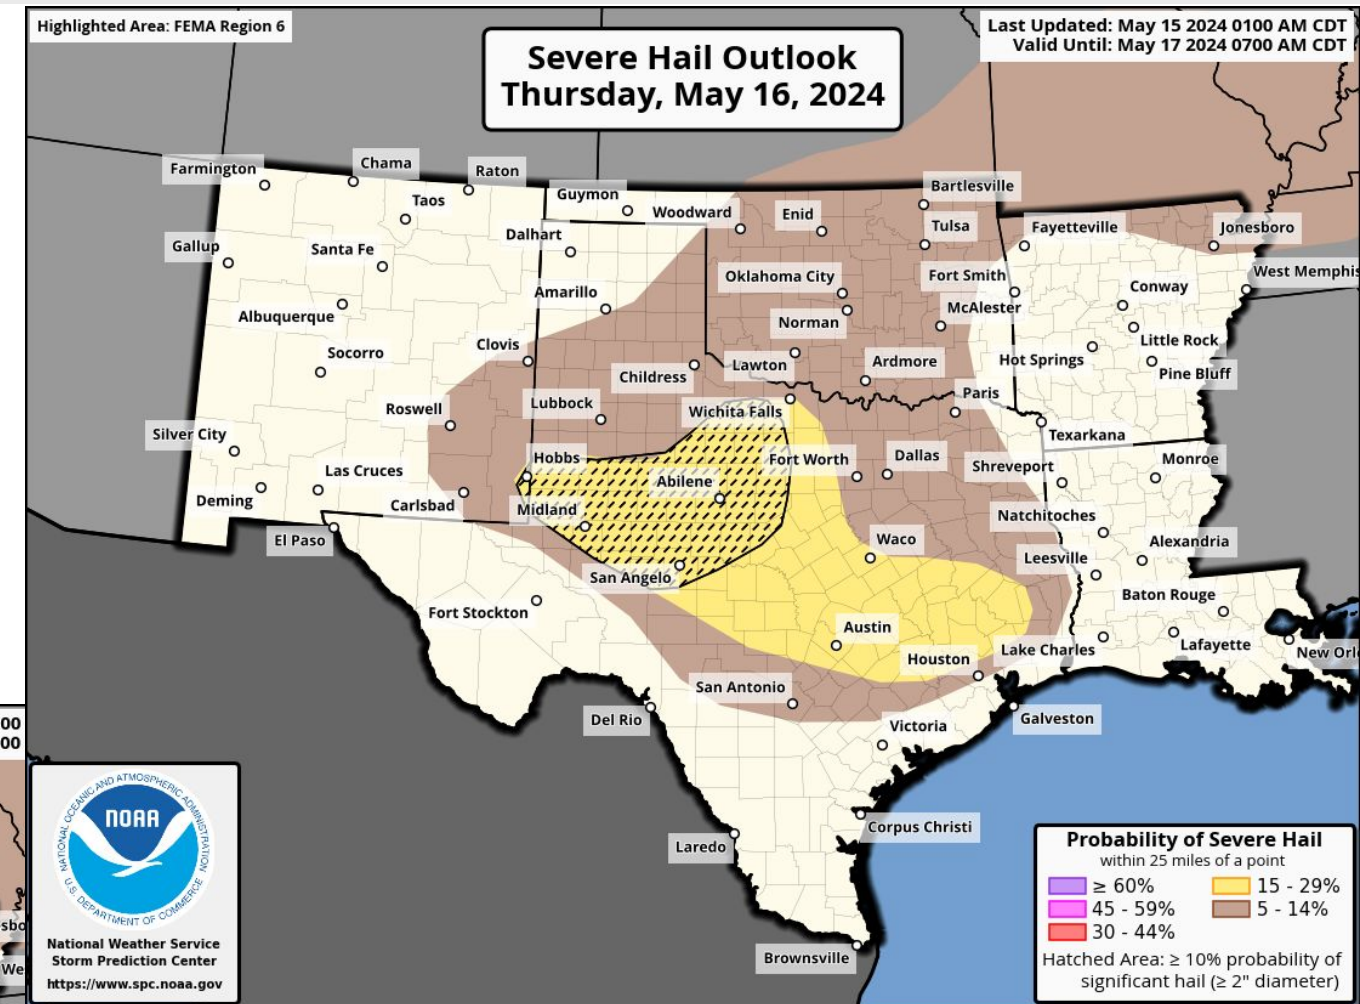 Highlighted Area: FEMA Region 6
Last Updated: May 15 2024 0100 AM CDT
Valid Until: May 17 2024 0700 AM CDT
Severe Hail Outlook
Thursday, May 16, 2024
Farmington
Chama
Raton
Taos
Guymon
Woodward
Enid
Bartlesville
Tulsa
Fayetteville
Jonesboro
Gallup
Santa Fe
Dalhart
Oklahoma City
Fort Smith
West Memphis
Amarillo
Conway
Albuquerque
Norman
McAlester
Little Rock
Socorro
Clovis
Childress
Lawton
Ardmore
Hot Springs
Pine Bluff
Roswell
Lubbock
Wichita Falls
Paris
Silver City
Texarkana
Las Cruces
Hobbs
Fort Worth
Dallas
Shreveport
Monroe
Deming
Carlsbad
Midland
Abilene
Natchitoches
El Paso
Waco
Alexandria
San Angelo
Leesville
Fort Stockton
Baton Rouge
Austin
Lake Charles
Lafayette
New Orl
Houston
San Antonio
Del Rio
Victoria
Galveston
00
00
NATIONAL OCEANIC AND ATMOSPHERIC ADMINISTRATION
NOAA
U.S. DEPARTMENT OF COMMERCE
National Weather Service
Storm Prediction Center
https://www.spc.noaa.gov
sbo
We
Laredo
Corpus Christi
Brownsville
Probability of Severe Hail
within 25 miles of a point
≥ 60% 15 - 29%
45 - 59% 5 - 14%
30 - 44%
Hatched Area: ≥ 10% probability of
significant hail (≥ 2" diameter)